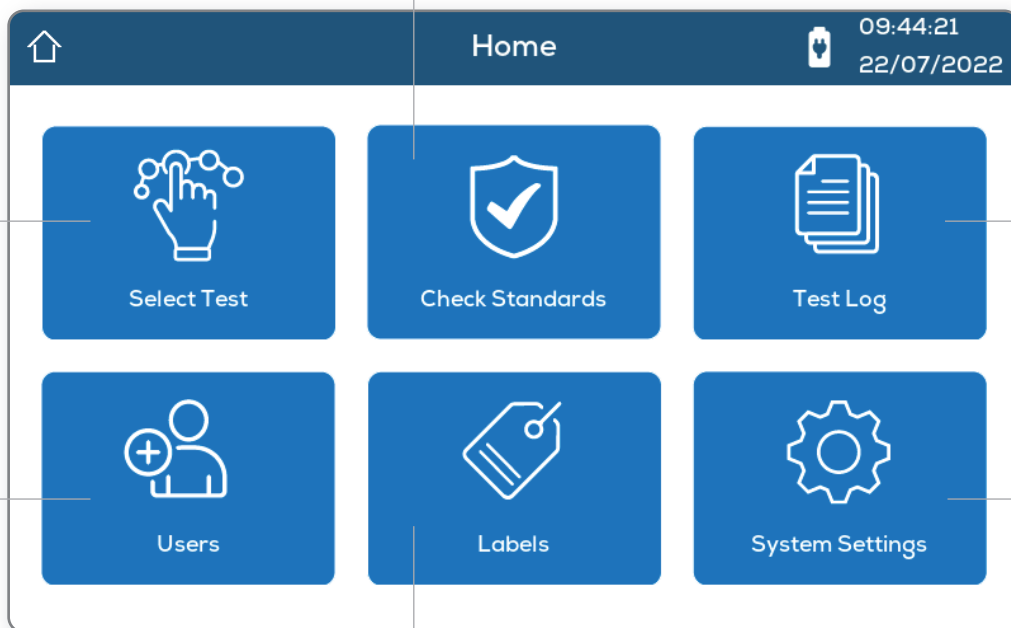 Home
09:44:21
22/07/2022
Select Test
Check Standards
Test Log
Users
Labels
System Settings